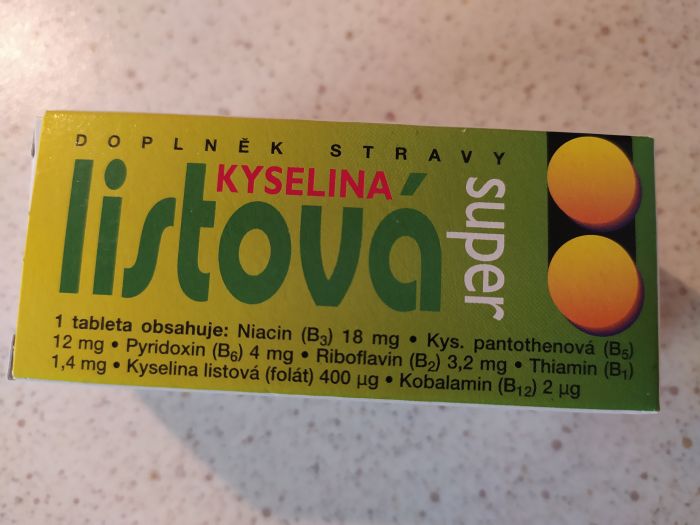 DOPLNĚK STRAVY
KYSELINA
listová
super
1 tableta obsahuje: Niacin (B3) 18 mg • Kys. pantothenová (B5)
12 mg • Pyridoxin (B6) 4 mg • Riboflavin (B2) 3,2 mg • Thiamin (B1)
1,4 mg • Kyselina listová (folát) 400 µg • Kobalamin (B12) 2 µg